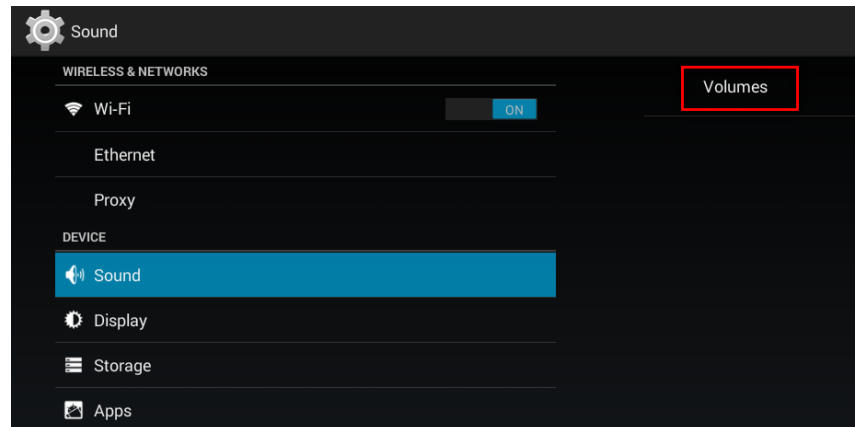 Sound
WIRELESS & NETWORKS
Wi-Fi
ON
Ethernet
Proxy
DEVICE
Sound
Display
Storage
Apps
Volumes